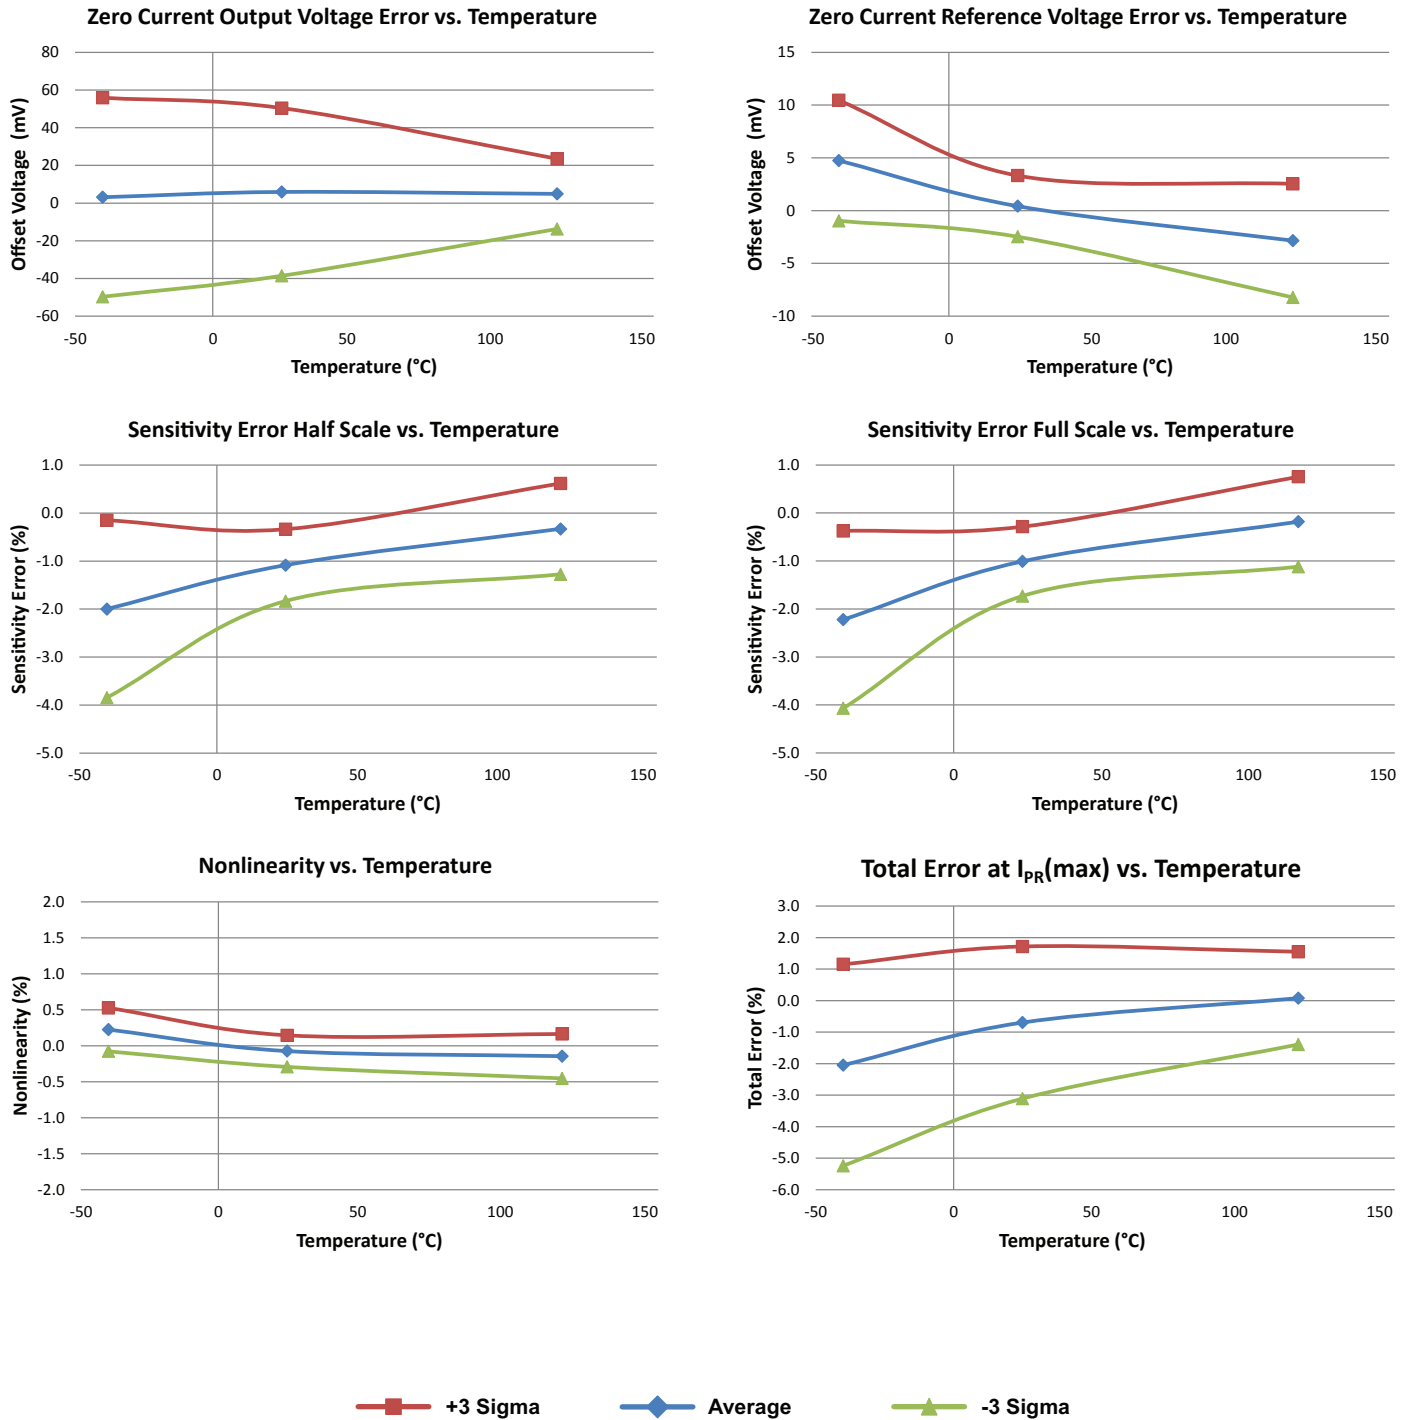 Zero Current Output Voltage Error vs. Temperature
80
60
40
20
0
-20
-40
-60
Offset Voltage (mV)
-50 0 50 100 150
Temperature (°C)
Zero Current Reference Voltage Error vs. Temperature
15
10
5
0
-5
-10
Offset Voltage (mV)
-50 0 50 100 150
Temperature (°C)
Sensitivity Error Half Scale vs. Temperature
1.0
0.0
-1.0
-2.0
-3.0
-4.0
-5.0
Sensitivity Error (%)
-50 0 50 100 150
Temperature (°C)
Sensitivity Error Full Scale vs. Temperature
1.0
0.0
-1.0
-2.0
-3.0
-4.0
-5.0
Sensitivity Error (%)
-50 0 50 100 150
Temperature (°C)
Nonlinearity vs. Temperature
2.0
1.5
1.0
0.5
0.0
-0.5
-1.0
-1.5
-2.0
Nonlinearity (%)
-50 0 50 100 150
Temperature (°C)
Total Error at IPR(max) vs. Temperature
3.0
2.0
1.0
0.0
-1.0
-2.0
-3.0
-4.0
-5.0
-6.0
Total Error (%)
-50 0 50 100 150
Temperature (°C)
+3 Sigma Average -3 Sigma